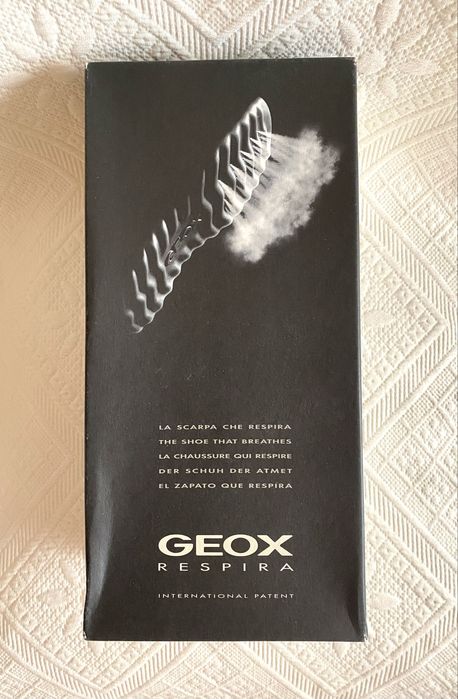 LA SCARPA CHE RESPIRA
THE SHOE THAT BREATHES
LA CHAUSSURE QUI RESPIRE
DER SCHUH DER ATMET
EL ZAPATO QUE RESPIRA
GEOX
RESPIRA
INTERNATIONAL PATENT